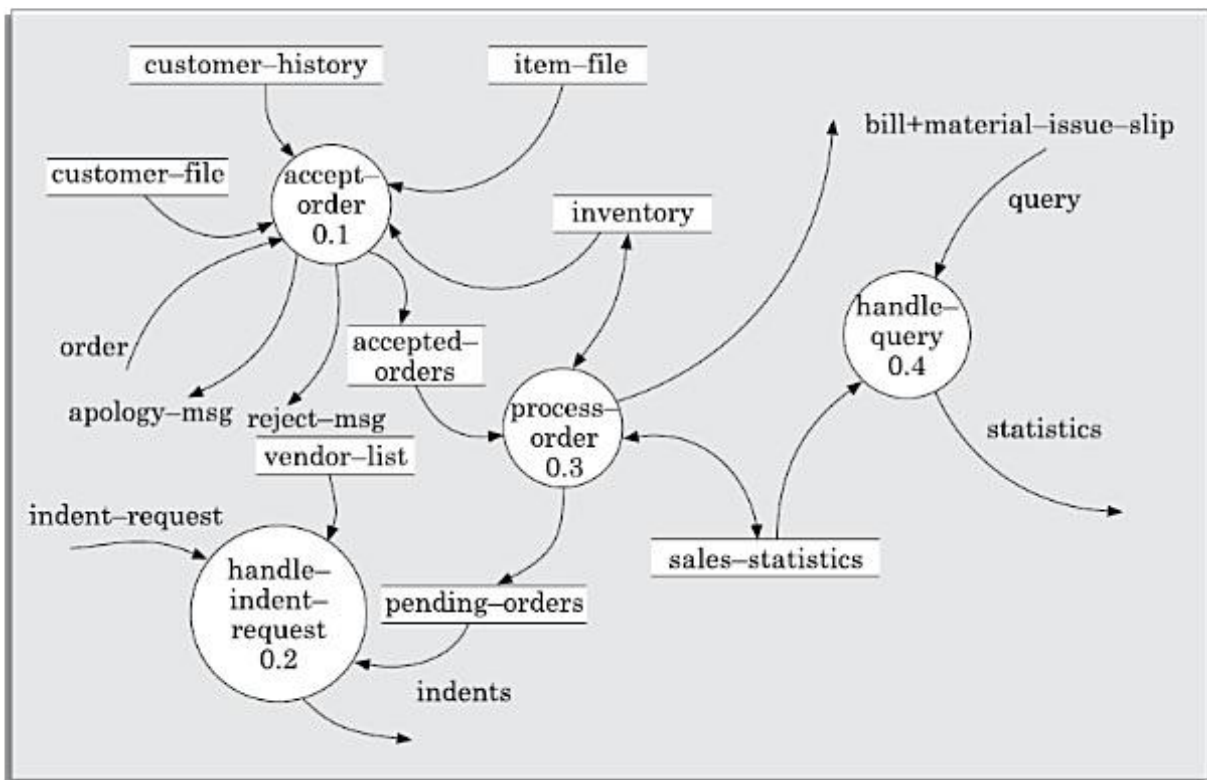 customer–history
item–file
bill+material–issue–slip
customer–file
accept–
order
0.1
inventory
query
handle–
query
0.4
order
accepted–
orders
apology–msg
reject–msg
process–
order
0.3
statistics
vendor–list
indent–request
handle–
indent–
request
0.2
sales–statistics
pending–orders
indents